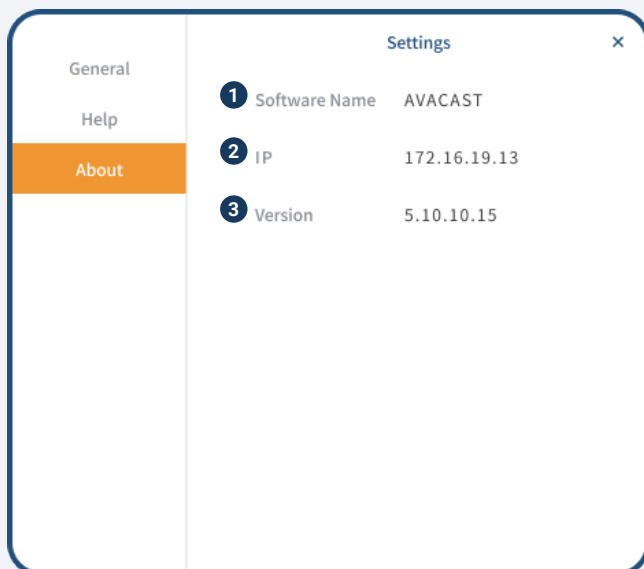 General
Help
About
Settings ×
1 Software Name AVACAST
2 IP 172.16.19.13
3 Version 5.10.10.15